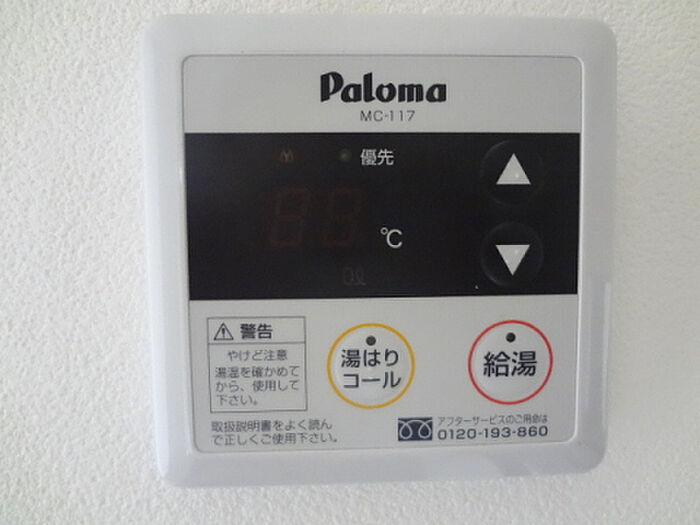 Paloma
MC-117
優先
88
℃
0ℓ
警告
やけど注意
湯温を確かめて
から、使用して
下さい。
湯はり
コール
給湯
取扱説明書をよく読ん
で正しくご使用下さい。
アフターサービスのご用命は
0120-193-860